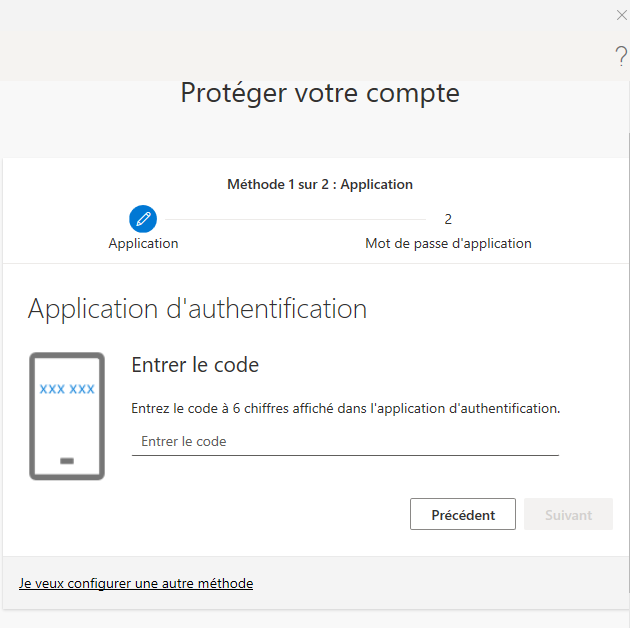 ?
Protéger votre compte
Méthode 1 sur 2 : Application
2
Application
Mot de passe d'application
Application d'authentification
XXX XXX
Entrer le code
Entrez le code à 6 chiffres affiché dans l'application d'authentification.
Entrer le code
Précédent
Suivant
Je veux configurer une autre méthode